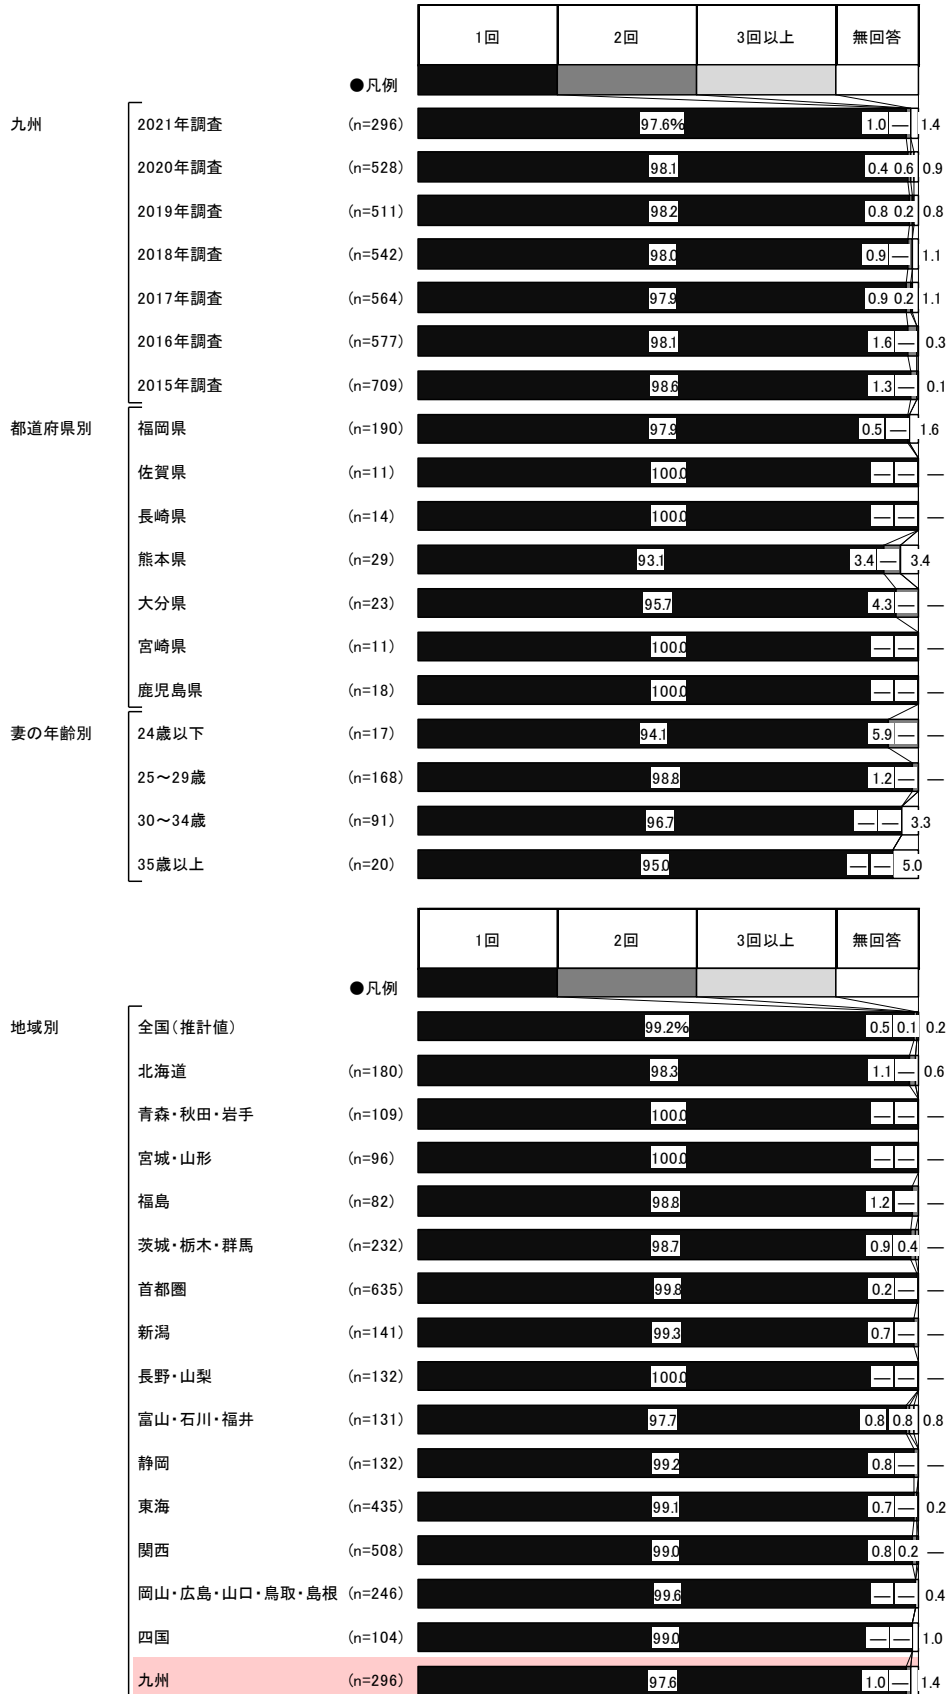 1回 2回 3回以上 無回答
●凡例
九州 2021年調査 (n=296) 97.6% 1.0 — 1.4
2020年調査 (n=528) 98.1 0.4 0.6 0.9
2019年調査 (n=511) 98.2 0.8 0.2 0.8
2018年調査 (n=542) 98.0 0.9 — 1.1
2017年調査 (n=564) 97.9 0.9 0.2 1.1
2016年調査 (n=577) 98.1 1.6 — 0.3
2015年調査 (n=709) 98.6 1.3 — 0.1
都道府県別 福岡県 (n=190) 97.9 0.5 — 1.6
佐賀県 (n=11) 100.0 — — —
長崎県 (n=14) 100.0 — — —
熊本県 (n=29) 93.1 3.4 — 3.4
大分県 (n=23) 95.7 4.3 — —
宮崎県 (n=11) 100.0 — — —
鹿児島県 (n=18) 100.0 — — —
妻の年齢別 24歳以下 (n=17) 94.1 5.9 — —
25～29歳 (n=168) 98.8 1.2 — —
30～34歳 (n=91) 96.7 — — 3.3
35歳以上 (n=20) 95.0 — — 5.0
1回 2回 3回以上 無回答
●凡例
地域別 全国(推計値) 99.2% 0.5 0.1 0.2
北海道 (n=180) 98.3 1.1 — 0.6
青森・秋田・岩手 (n=109) 100.0 — — —
宮城・山形 (n=96) 100.0 — — —
福島 (n=82) 98.8 1.2 — —
茨城・栃木・群馬 (n=232) 98.7 0.9 0.4 —
首都圏 (n=635) 99.8 0.2 — —
新潟 (n=141) 99.3 0.7 — —
長野・山梨 (n=132) 100.0 — — —
富山・石川・福井 (n=131) 97.7 0.8 0.8 0.8
静岡 (n=132) 99.2 0.8 — —
東海 (n=435) 99.1 0.7 — 0.2
関西 (n=508) 99.0 0.8 0.2 —
岡山・広島・山口・鳥取・島根 (n=246) 99.6 — — 0.4
四国 (n=104) 99.0 — — 1.0
九州 (n=296) 97.6 1.0 — 1.4